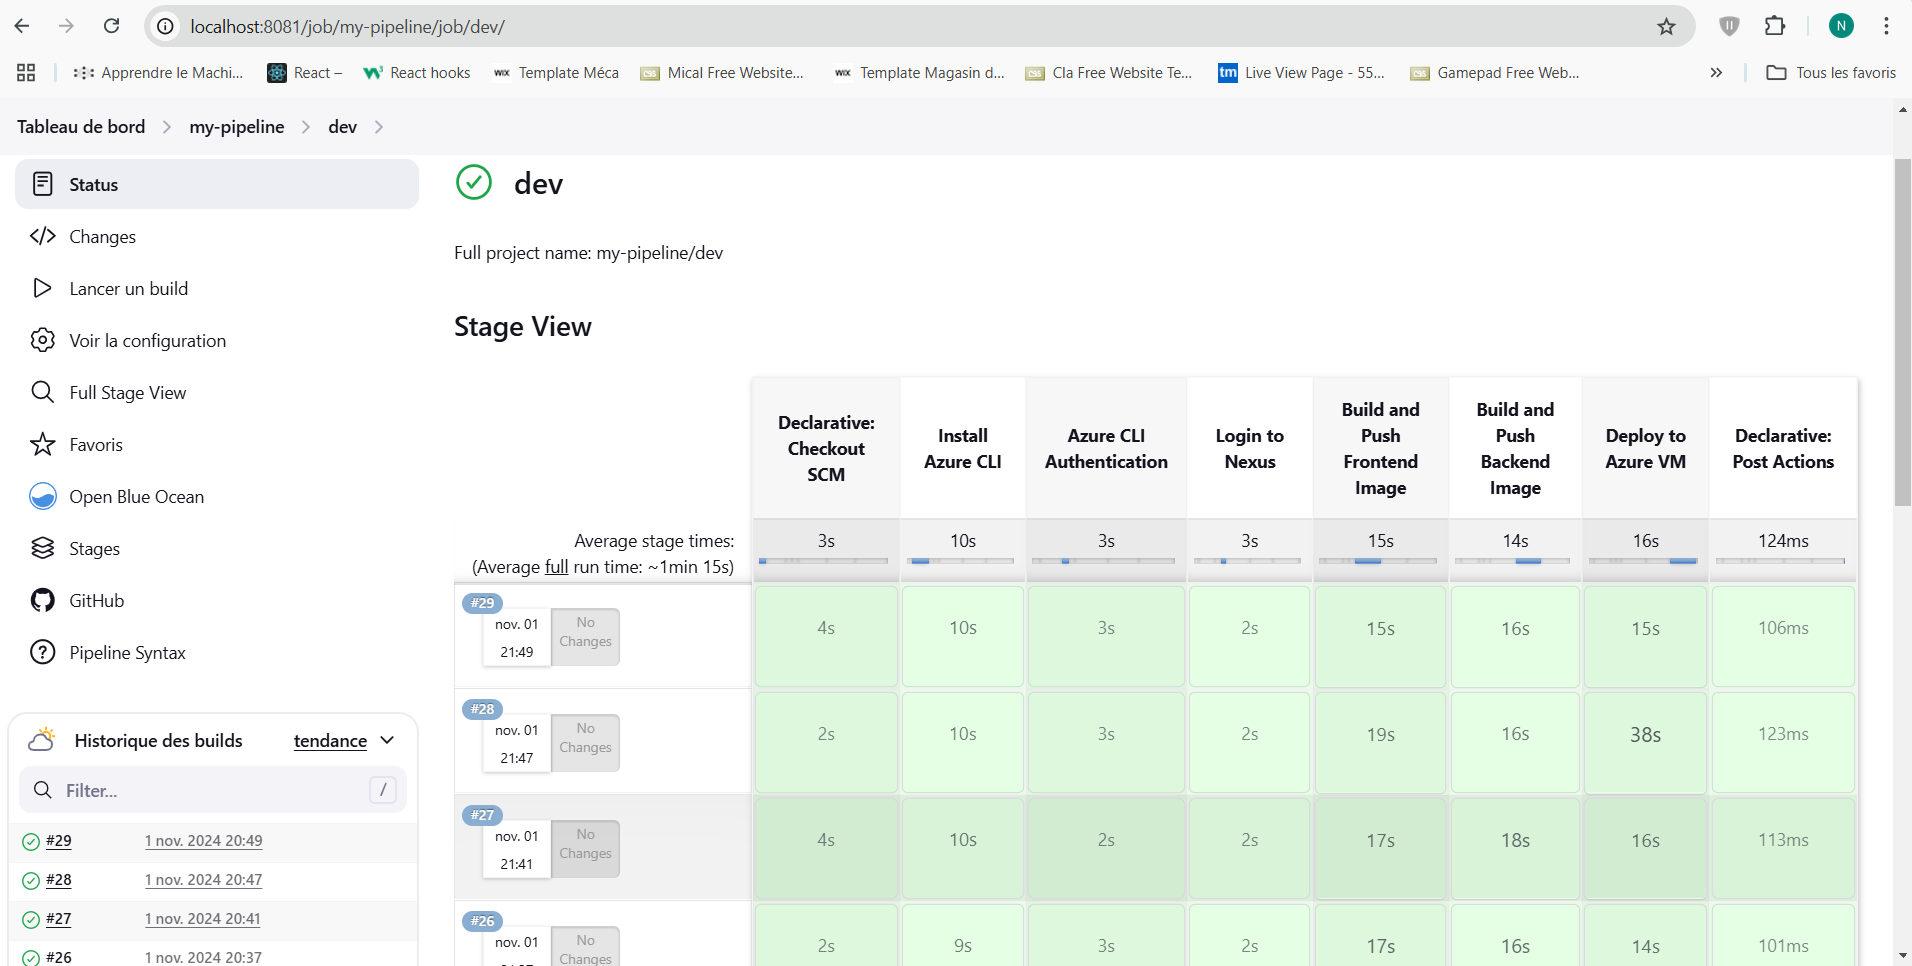 localhost:8081/job/my-pipeline/job/dev/
N
Apprendre le Machi...
React –
React hooks
WIX Template Méca
CSS Mical Free Website...
WIX Template Magasin d...
CSS Cla Free Website Te...
tm Live View Page - 55...
CSS Gamepad Free Web...
»
Tous les favoris
Tableau de bord > my-pipeline > dev >
Status
Changes
Lancer un build
Voir la configuration
Full Stage View
Favoris
Open Blue Ocean
Stages
GitHub
Pipeline Syntax
Historique des builds
tendance
Filter...
/
#29 1 nov. 2024 20:49
#28 1 nov. 2024 20:47
#27 1 nov. 2024 20:41
#26 1 nov. 2024 20:37
dev
Full project name: my-pipeline/dev
Stage View
Declarative:
Checkout
SCM
Install
Azure CLI
Azure CLI
Authentication
Login to
Nexus
Build and
Push
Frontend
Image
Build and
Push
Backend
Image
Deploy to
Azure VM
Declarative:
Post Actions
Average stage times:
(Average full run time: ~1min 15s)
3s 10s 3s 3s 15s 14s 16s 124ms
#29
nov. 01
21:49
No
Changes
4s 10s 3s 2s 15s 16s 15s 106ms
#28
nov. 01
21:47
No
Changes
2s 10s 3s 2s 19s 16s 38s 123ms
#27
nov. 01
21:41
No
Changes
4s 10s 2s 2s 17s 18s 16s 113ms
#26
nov. 01
No
Changes
2s 9s 3s 2s 17s 16s 14s 101ms